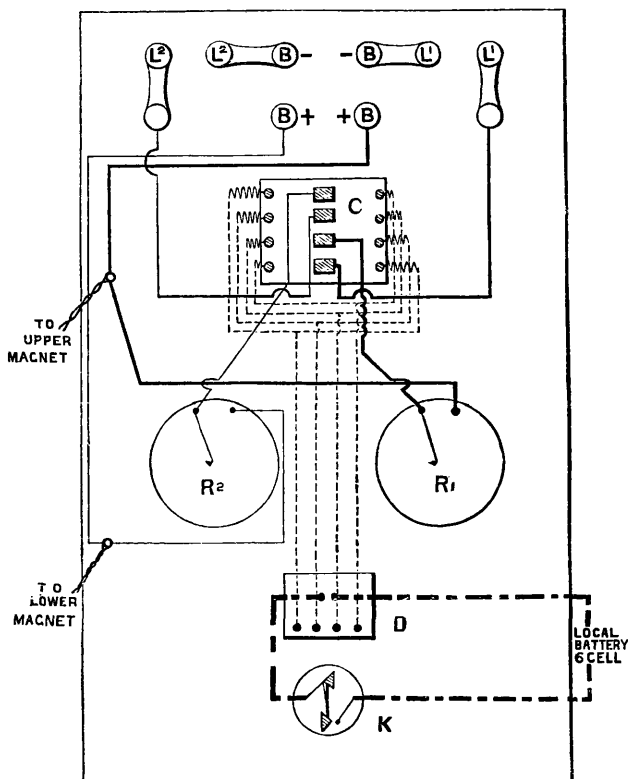 L² L² B - - B L¹ L¹
B + + B
C
TO
UPPER
MAGNET
R₂ R₁
TO
LOWER
MAGNET
D
LOCAL
BATTERY
6 CELL
K